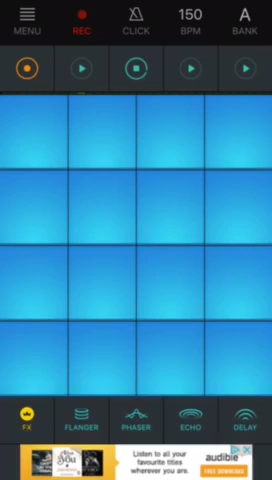 150 A
MENU REC CLICK BPM BANK
FX FLANGER PHASER ECHO DELAY
Listen to all your
favourite titles
wherever you are.
audible
FREE DOWNLOAD